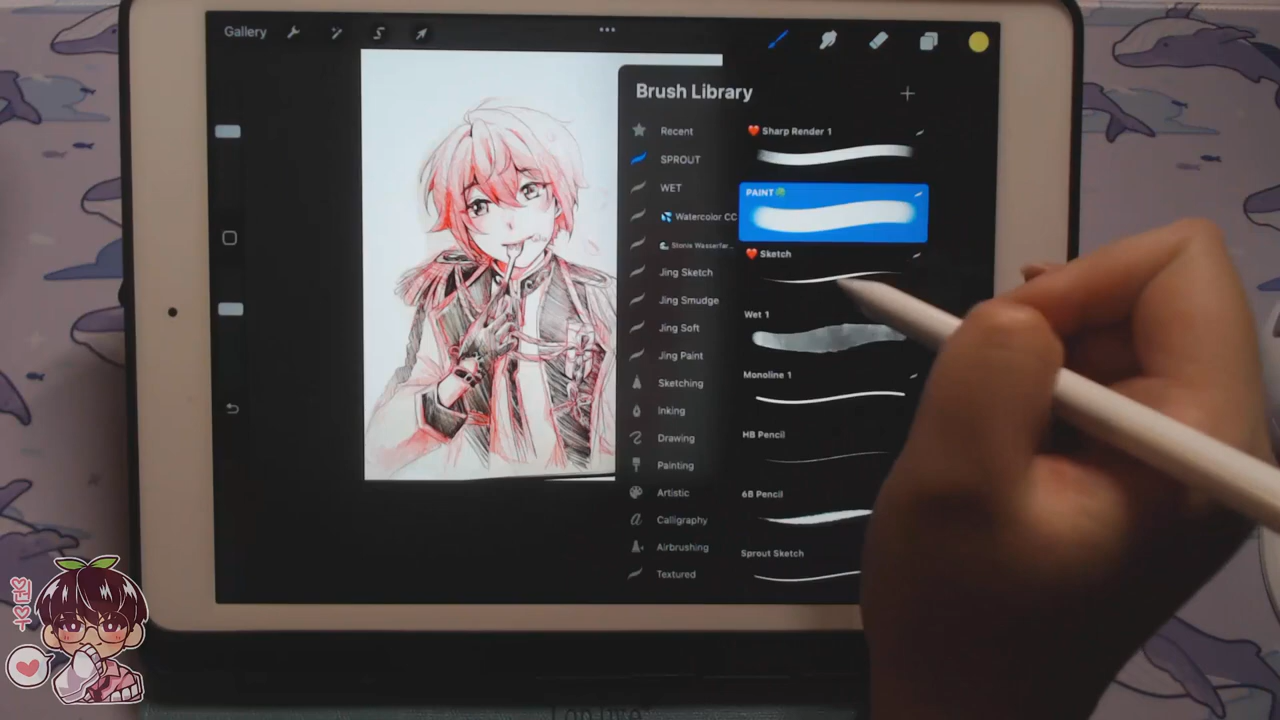 Gallery
Brush Library
Recent
SPROUT
WET
Watercolor CC
Jing Sketch
Jing Smudge
Jing Soft
Jing Paint
Sketching
Inking
Drawing
Painting
Artistic
Calligraphy
Airbrushing
Textured
Sharp Render 1
PAINT
Sketch
Wet 1
Monoline 1
HB Pencil
6B Pencil
Sprout Sketch
원
우